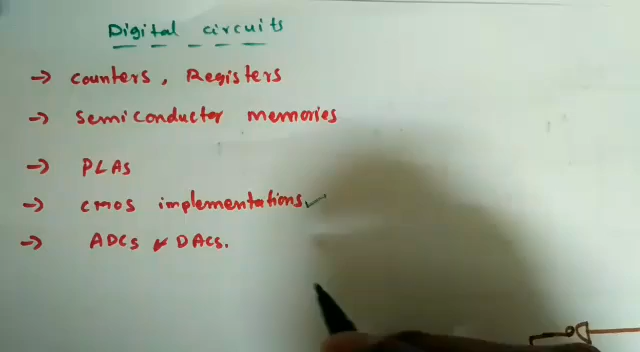 Digital circuits
→ Counters, Registers
→ Semiconductor memories
→ PLAs
→ CMOS implementations ✓
→ ADCs & DACs.